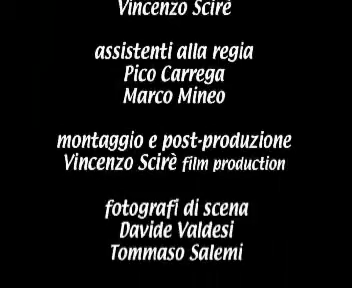 Vincenzo Scirè
assistenti alla regia
Pico Carrega
Marco Mineo
montaggio e post-produzione
Vincenzo Scirè film production
fotografi di scena
Davide Valdesi
Tommaso Salemi